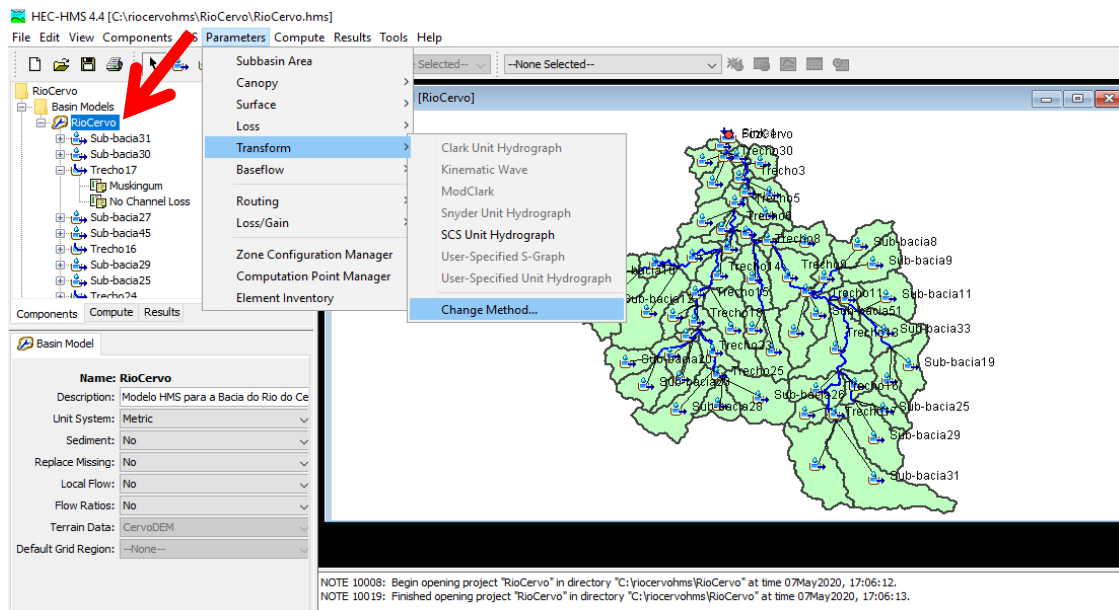 HEC-HMS 4.4 [C:\riocervohms\RioCervo\RioCervo.hms]
File Edit View Components S Parameters Compute Results Tools Help
Selected-- --None Selected--
RioCervo
Basin Models
RioCervo
Sub-bacia31
Sub-bacia30
Trecho17
Muskingum
No Channel Loss
Sub-bacia27
Sub-bacia45
Trecho16
Sub-bacia29
Sub-bacia25
Trecho24
Components Compute Results
Subbasin Area
Canopy
Surface
Loss
Transform
Baseflow
Routing
Loss/Gain
Zone Configuration Manager
Computation Point Manager
Element Inventory
Clark Unit Hydrograph
Kinematic Wave
ModClark
Snyder Unit Hydrograph
SCS Unit Hydrograph
User-Specified S-Graph
User-Specified Unit Hydrograph
Change Method...
Basin Model
Name: RioCervo
Description: Modelo HMS para a Bacia do Rio do Ce
Unit System: Metric
Sediment: No
Replace Missing: No
Local Flow: No
Flow Ratios: No
Terrain Data: CervoDEM
Default Grid Region: --None--
[RioCervo]
Trecho30
Trecho3
Trecho5
Trecho8
Sub-bacia8
Sub-bacia9
Trecho14
Trecho15
Trecho11
Sub-bacia11
Sub-bacia51
Trecho18
Sub-bacia33
Trecho23
Sub-bacia20
Sub-bacia19
Trecho25
Sub-bacia28
Sub-bacia26
Trecho17
Sub-bacia25
Sub-bacia29
Sub-bacia31
NOTE 10008: Begin opening project "RioCervo" in directory "C:\riocervohms\RioCervo" at time 07May2020, 17:06:12.
NOTE 10019: Finished opening project "RioCervo" in directory "C:\riocervohms\RioCervo" at time 07May2020, 17:06:13.